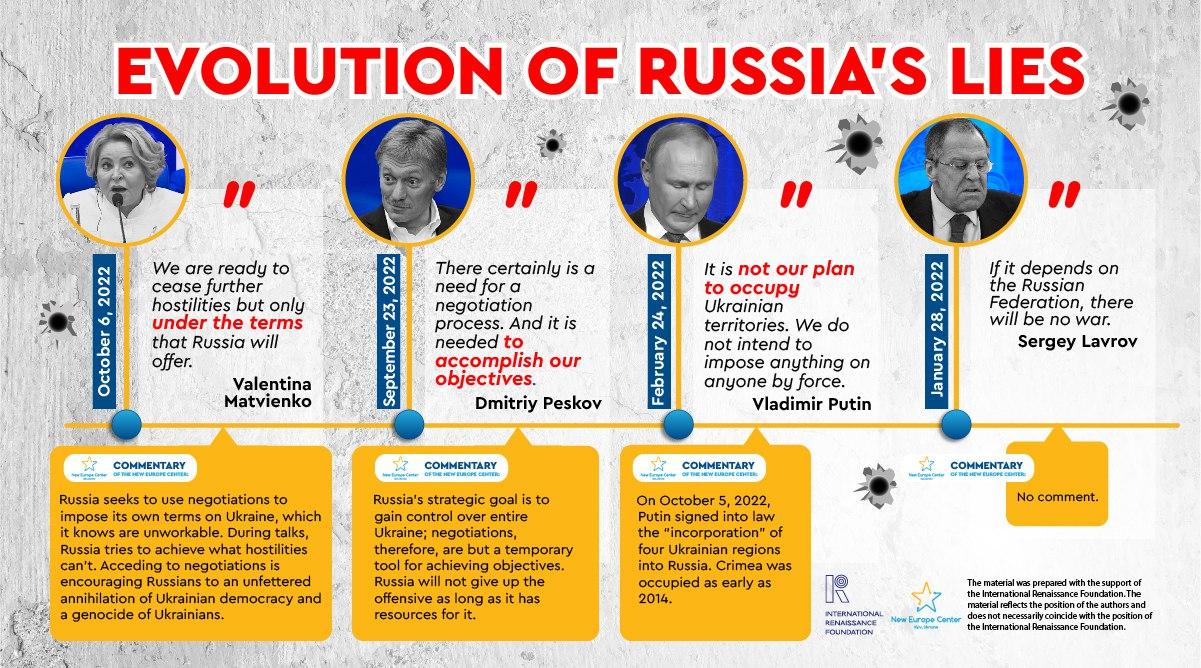 EVOLUTION OF RUSSIA'S LIES
"
October 6, 2022
We are ready to
cease further
hostilities but only
under the terms
that Russia will
offer.
Valentina
Matvienko
"
September 23, 2022
There certainly is a
need for a
negotiation
process. And it is
needed to
accomplish our
objectives.
Dmitriy Peskov
"
February 24, 2022
It is not our plan
to occupy
Ukrainian
territories. We do
not intend to
impose anything on
anyone by force.
Vladimir Putin
"
January 28, 2022
If it depends on
the Russian
Federation, there
will be no war.
Sergey Lavrov
New Europe Center
COMMENTARY
OF THE NEW EUROPE CENTER:
Russia seeks to use negotiations to
impose its own terms on Ukraine, which
it knows are unworkable. During talks,
Russia tries to achieve what hostilities
can't. Acceding to negotiations is
encouraging Russians to an unfettered
annihilation of Ukrainian democracy and
a genocide of Ukrainians.
New Europe Center
COMMENTARY
OF THE NEW EUROPE CENTER:
Russia's strategic goal is to
gain control over entire
Ukraine; negotiations,
therefore, are but a temporary
tool for achieving objectives.
Russia will not give up the
offensive as long as it has
resources for it.
New Europe Center
COMMENTARY
OF THE NEW EUROPE CENTER:
On October 5, 2022,
Putin signed into law
the "incorporation" of
four Ukrainian regions
into Russia. Crimea was
occupied as early as
2014.
New Europe Center
COMMENTARY
OF THE NEW EUROPE CENTER:
No comment.
INTERNATIONAL
RENAISSANCE
FOUNDATION
New Europe Center
Kyiv, Ukraine
The material was prepared with the support of
the International Renaissance Foundation.The
material reflects the position of the authors and
does not necessarily coincide with the position of
the International Renaissance Foundation.